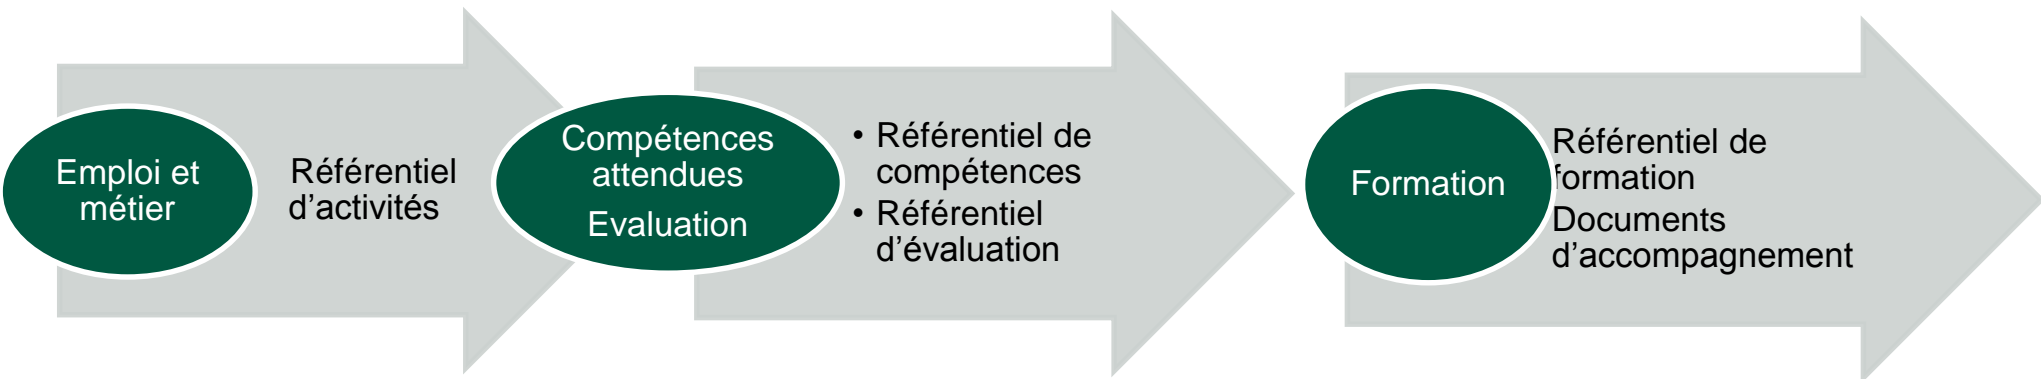 Emploi et
métier
Référentiel
d’activités
Compétences
attendues
Evaluation
• Référentiel de
compétences
• Référentiel
d’évaluation
Formation
Référentiel de
formation
Documents
d’accompagnement